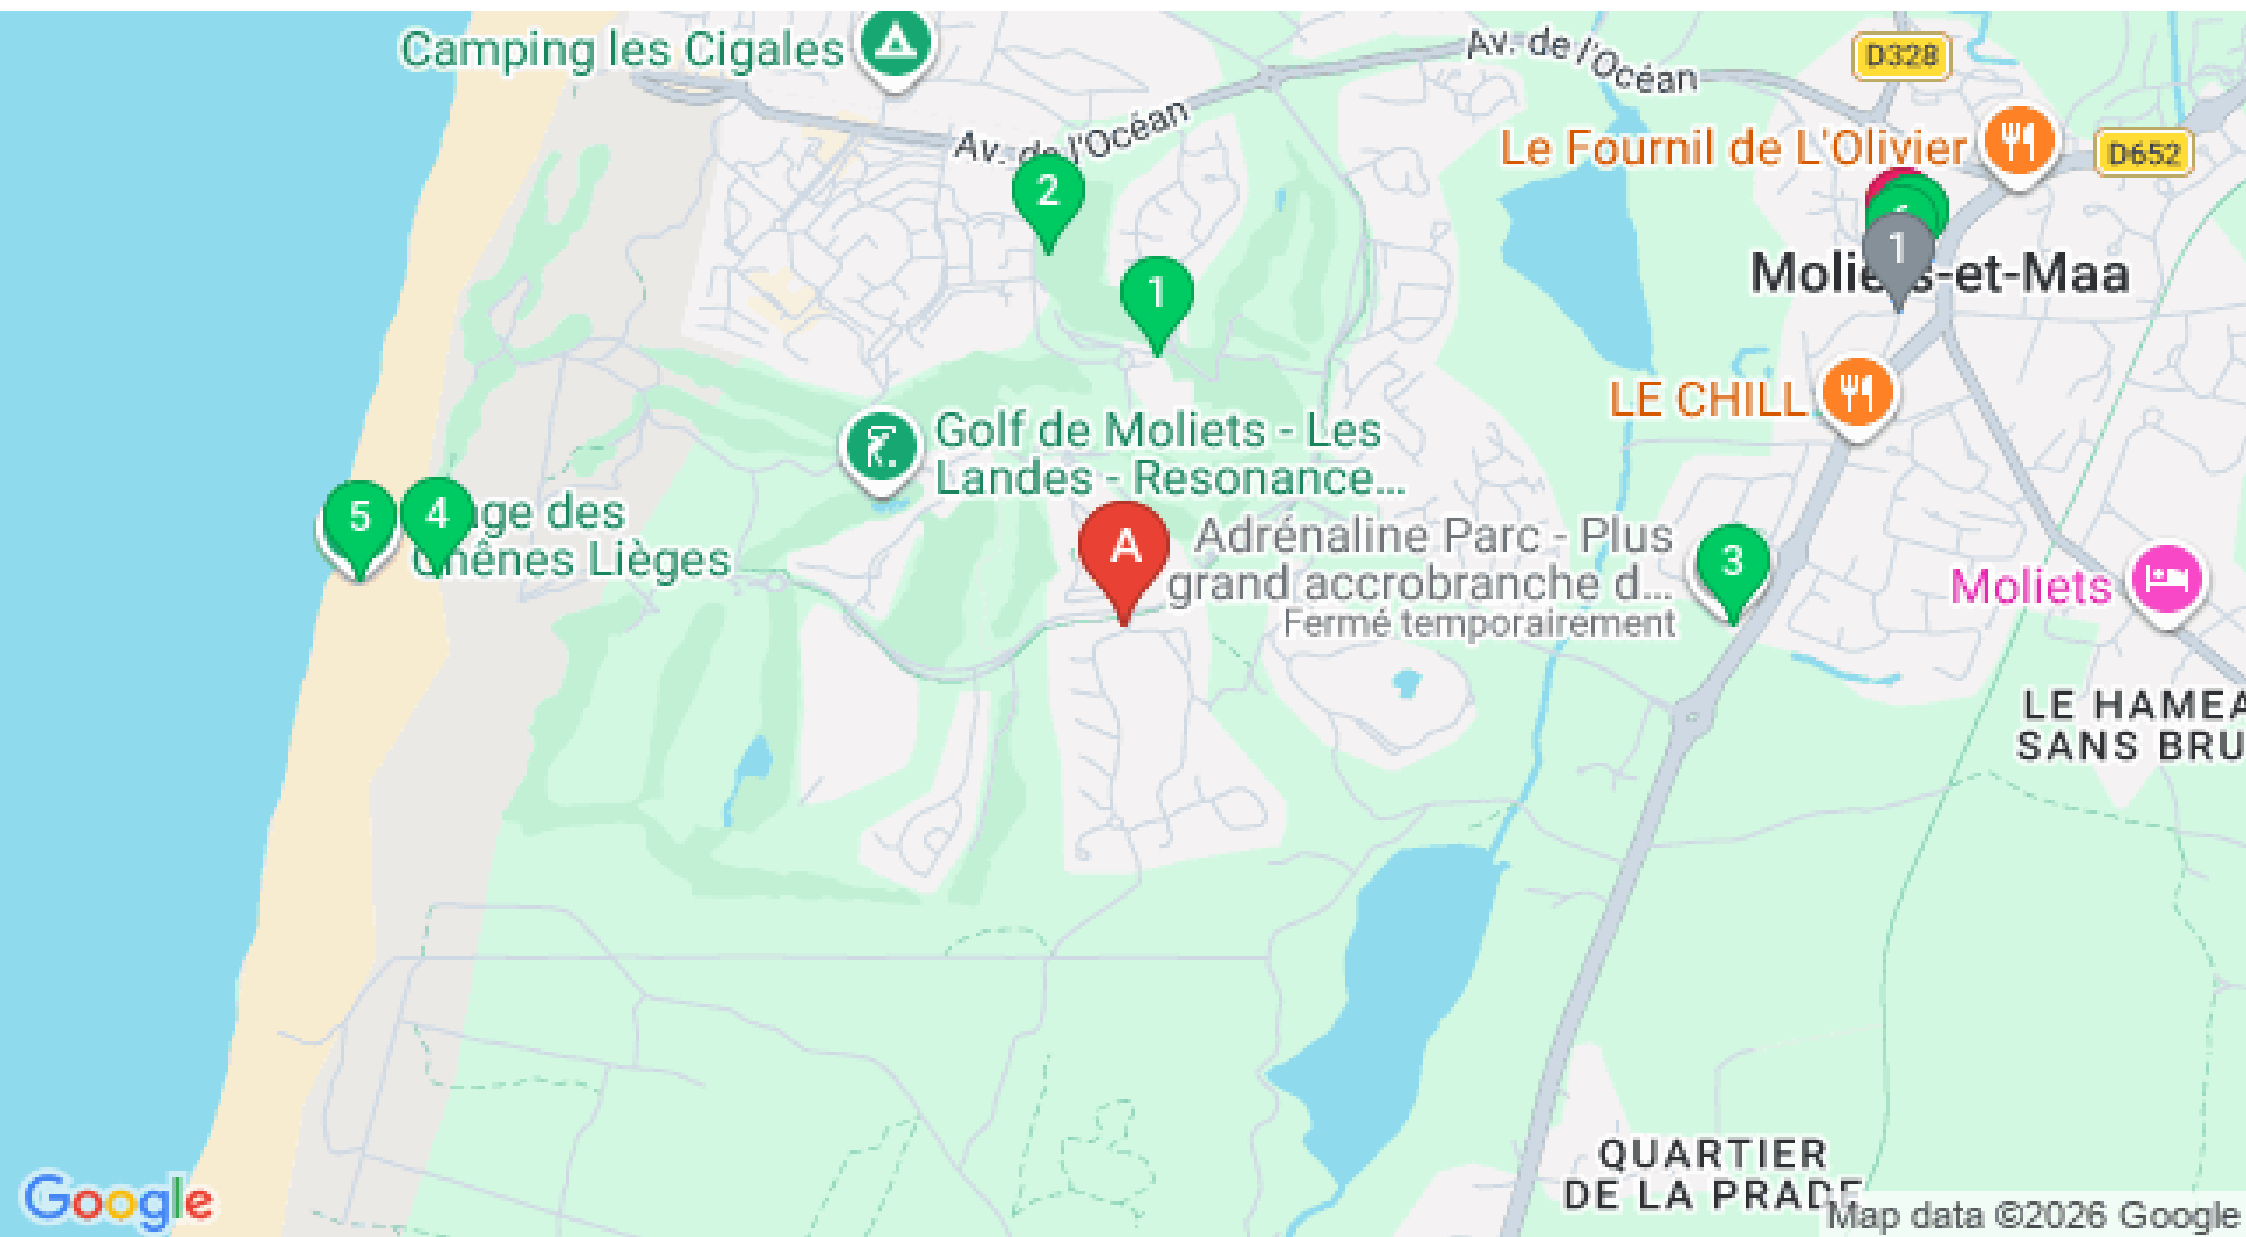 Camping les Cigales
Av. de l'Océan
D328
Av. de l'Océan
Le Fournil de L'Olivier
D652
2
1
1
Moliets-et-Maa
LE CHILL
Golf de Moliets - Les
Landes - Resonance...
5
4
age des
Chênes Lièges
A
Adrénaline Parc - Plus
grand accrobranche d...
Fermé temporairement
3
Moliets
LE HAMEA
SANS BRU
QUARTIER
DE LA PRADE
Google
Map data ©2026 Google